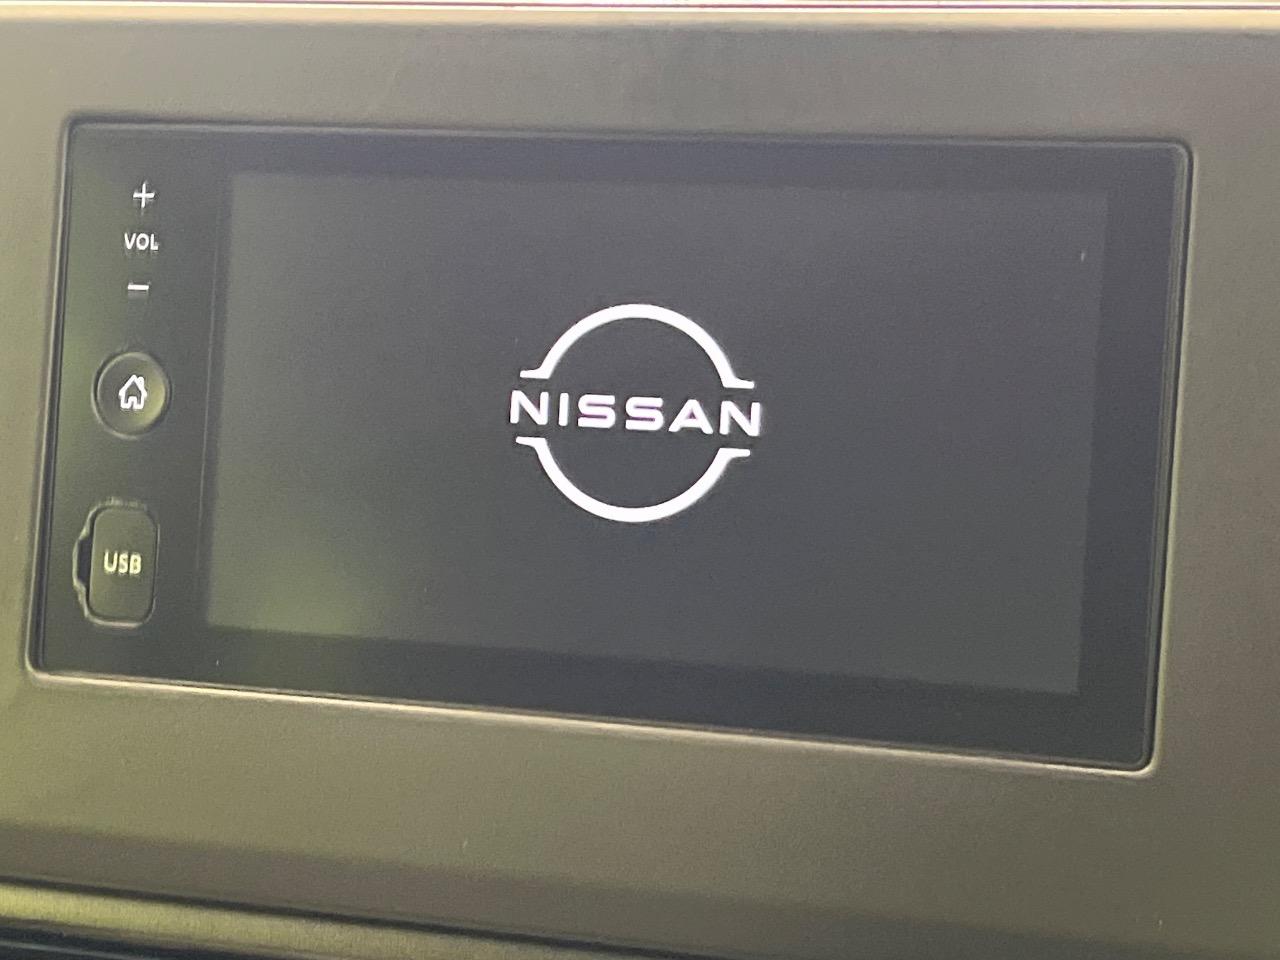 +
VOL
−
NISSAN
USB